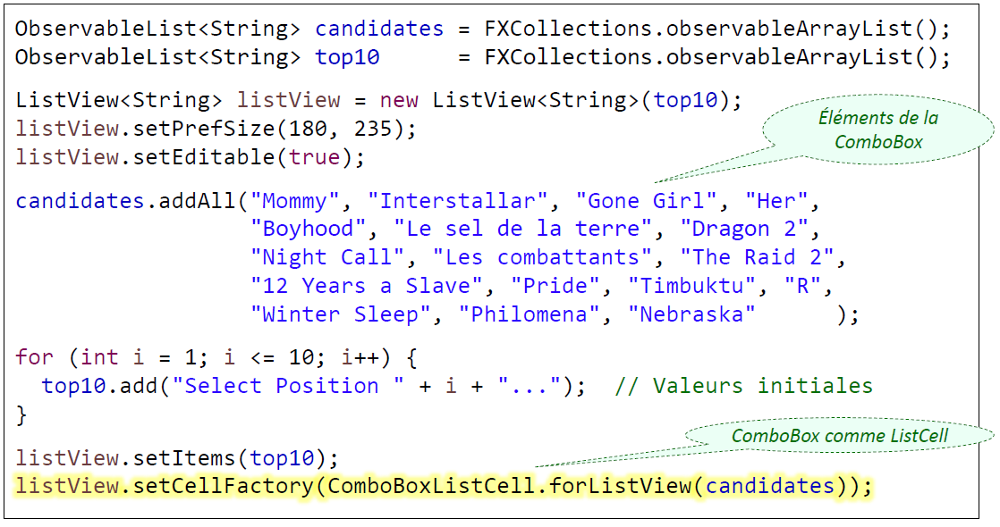 ObservableList<String> candidates = FXCollections.observableArrayList();
ObservableList<String> top10      = FXCollections.observableArrayList();
ListView<String> listView = new ListView<String>(top10);
listView.setPrefSize(180, 235);
listView.setEditable(true);
Éléments de la
ComboBox
candidates.addAll("Mommy", "Interstallar", "Gone Girl", "Her",
"Boyhood", "Le sel de la terre", "Dragon 2",
"Night Call", "Les combattants", "The Raid 2",
"12 Years a Slave", "Pride", "Timbuktu", "R",
"Winter Sleep", "Philomena", "Nebraska"      );
for (int i = 1; i <= 10; i++) {
top10.add("Select Position " + i + "...");  // Valeurs initiales
}
ComboBox comme ListCell
listView.setItems(top10);
listView.setCellFactory(ComboBoxListCell.forListView(candidates));